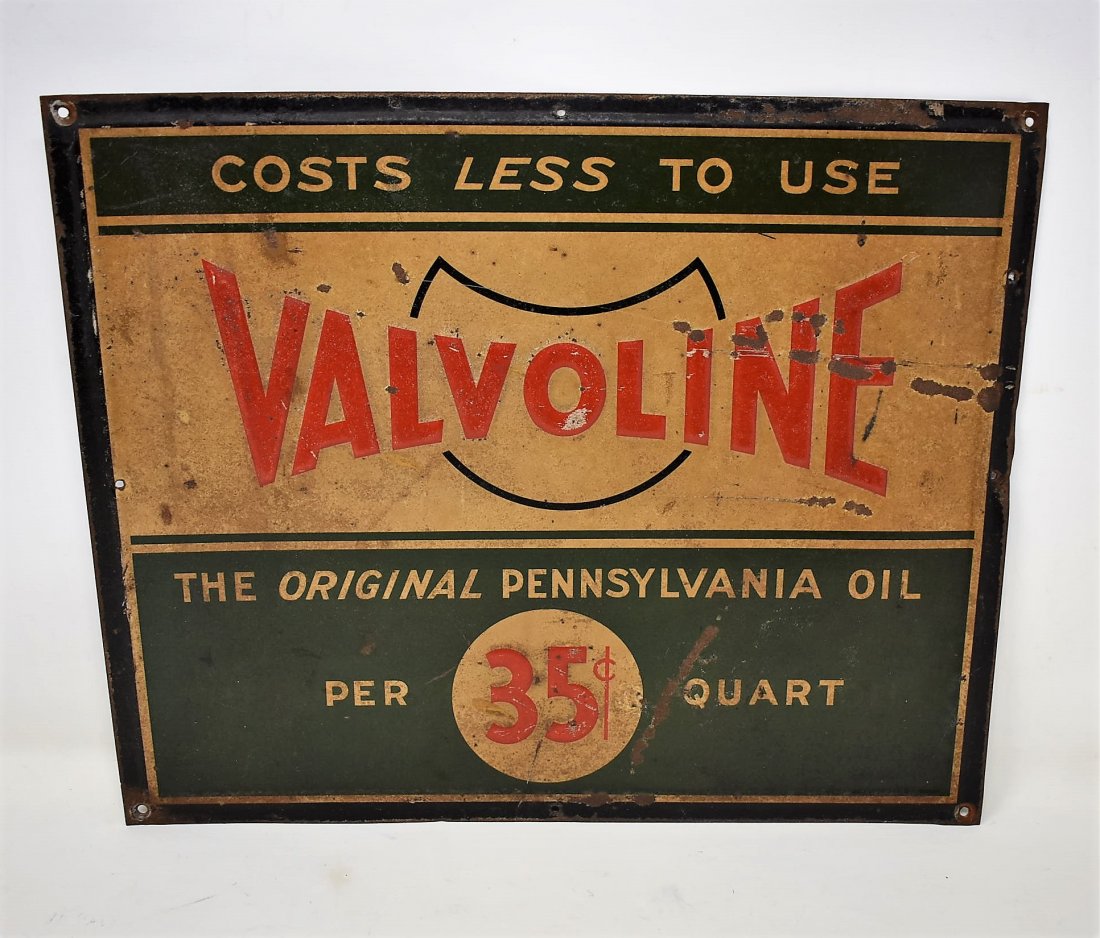 COSTS LESS TO USE
VALVOLINE
THE ORIGINAL PENNSYLVANIA OIL
PER 35¢ QUART